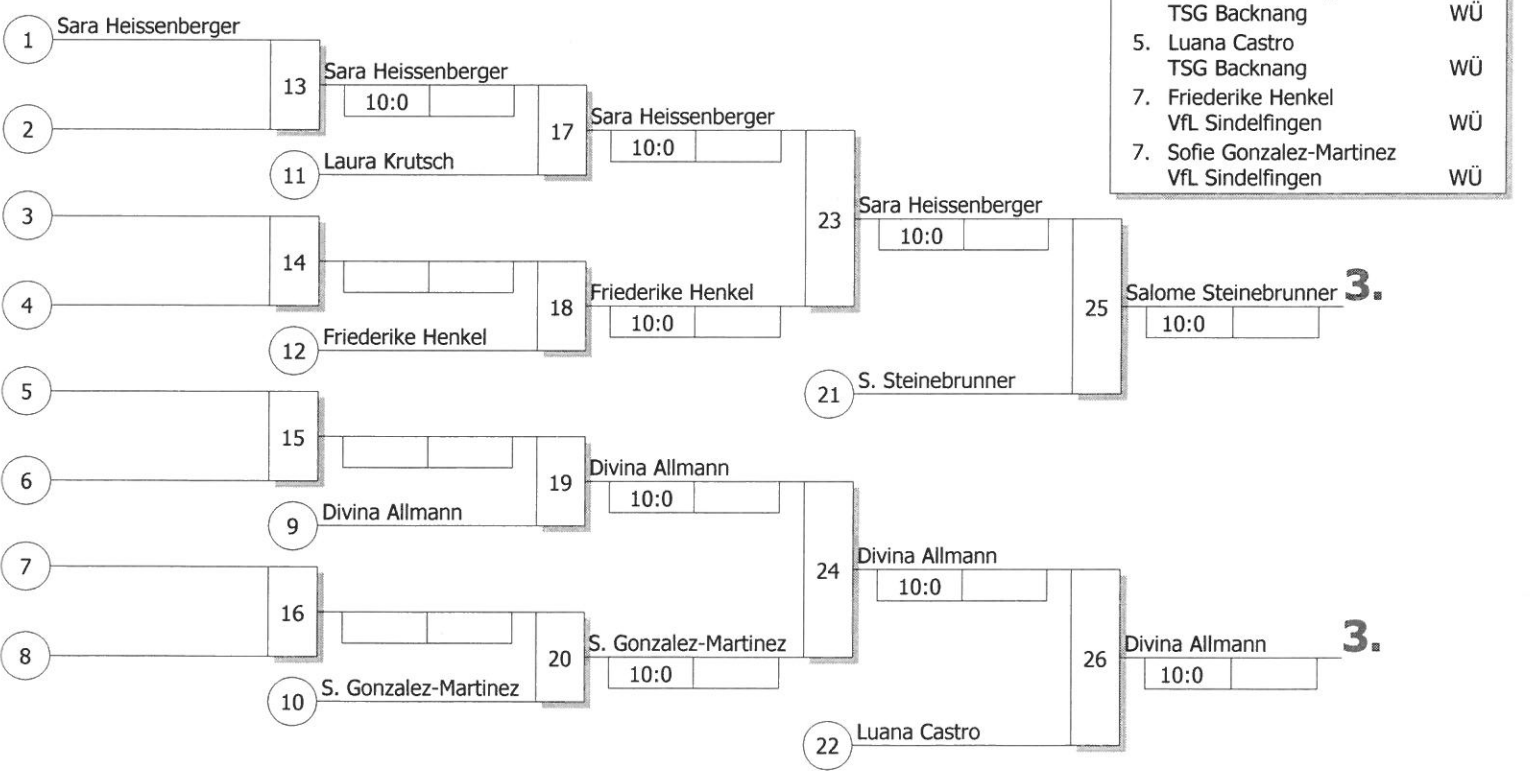 TSG Backnang WÜ
5. Luana Castro
TSG Backnang WÜ
7. Friederike Henkel
VfL Sindelfingen WÜ
7. Sofie Gonzalez-Martinez
VfL Sindelfingen WÜ
1 Sara Heissenberger
13
Sara Heissenberger
10:0
2
17
Sara Heissenberger
10:0
11 Laura Krutsch
3
23
Sara Heissenberger
10:0
14
4
18
Friederike Henkel
10:0
12 Friederike Henkel
25
Salome Steinebrunner 3.
10:0
21 S. Steinebrunner
5
15
6
19
Divina Allmann
10:0
9 Divina Allmann
7
24
Divina Allmann
10:0
16
8
20
S. Gonzalez-Martinez
10:0
10 S. Gonzalez-Martinez
26
Divina Allmann 3.
10:0
22 Luana Castro